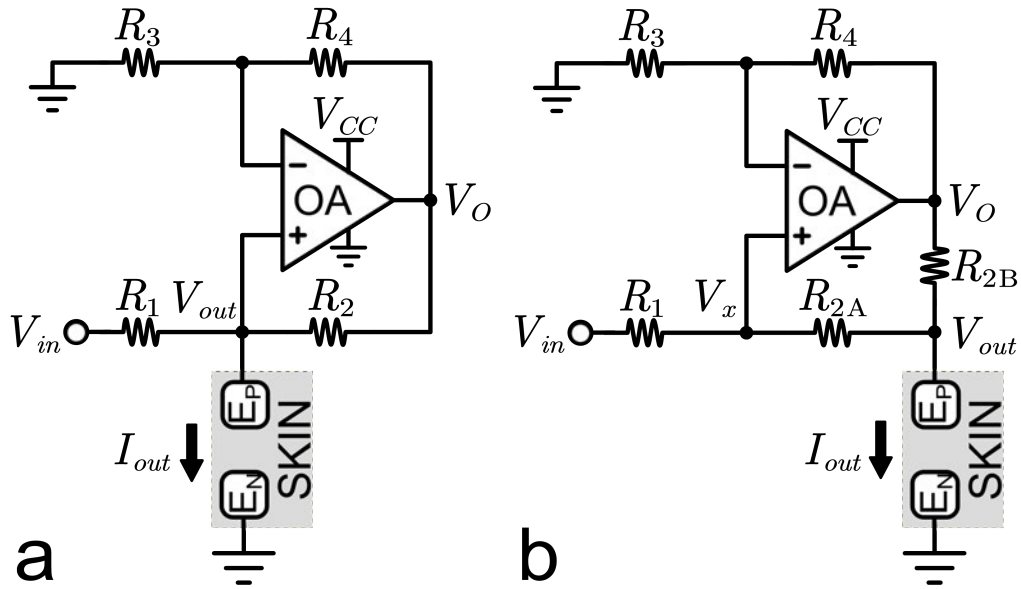 R3 R4
VCC
− OA VO
+
R1 Vout R2
Vin
EP
Iout SKIN
EN
a
R3 R4
VCC
− OA VO
+
R2B
R1 Vx R2A
Vin Vout
EP
Iout SKIN
EN
b